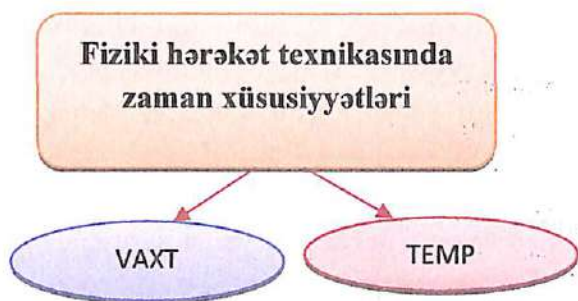 Fiziki hərəkət texnikasında
zaman xüsusiyyətləri
VAXT
TEMP